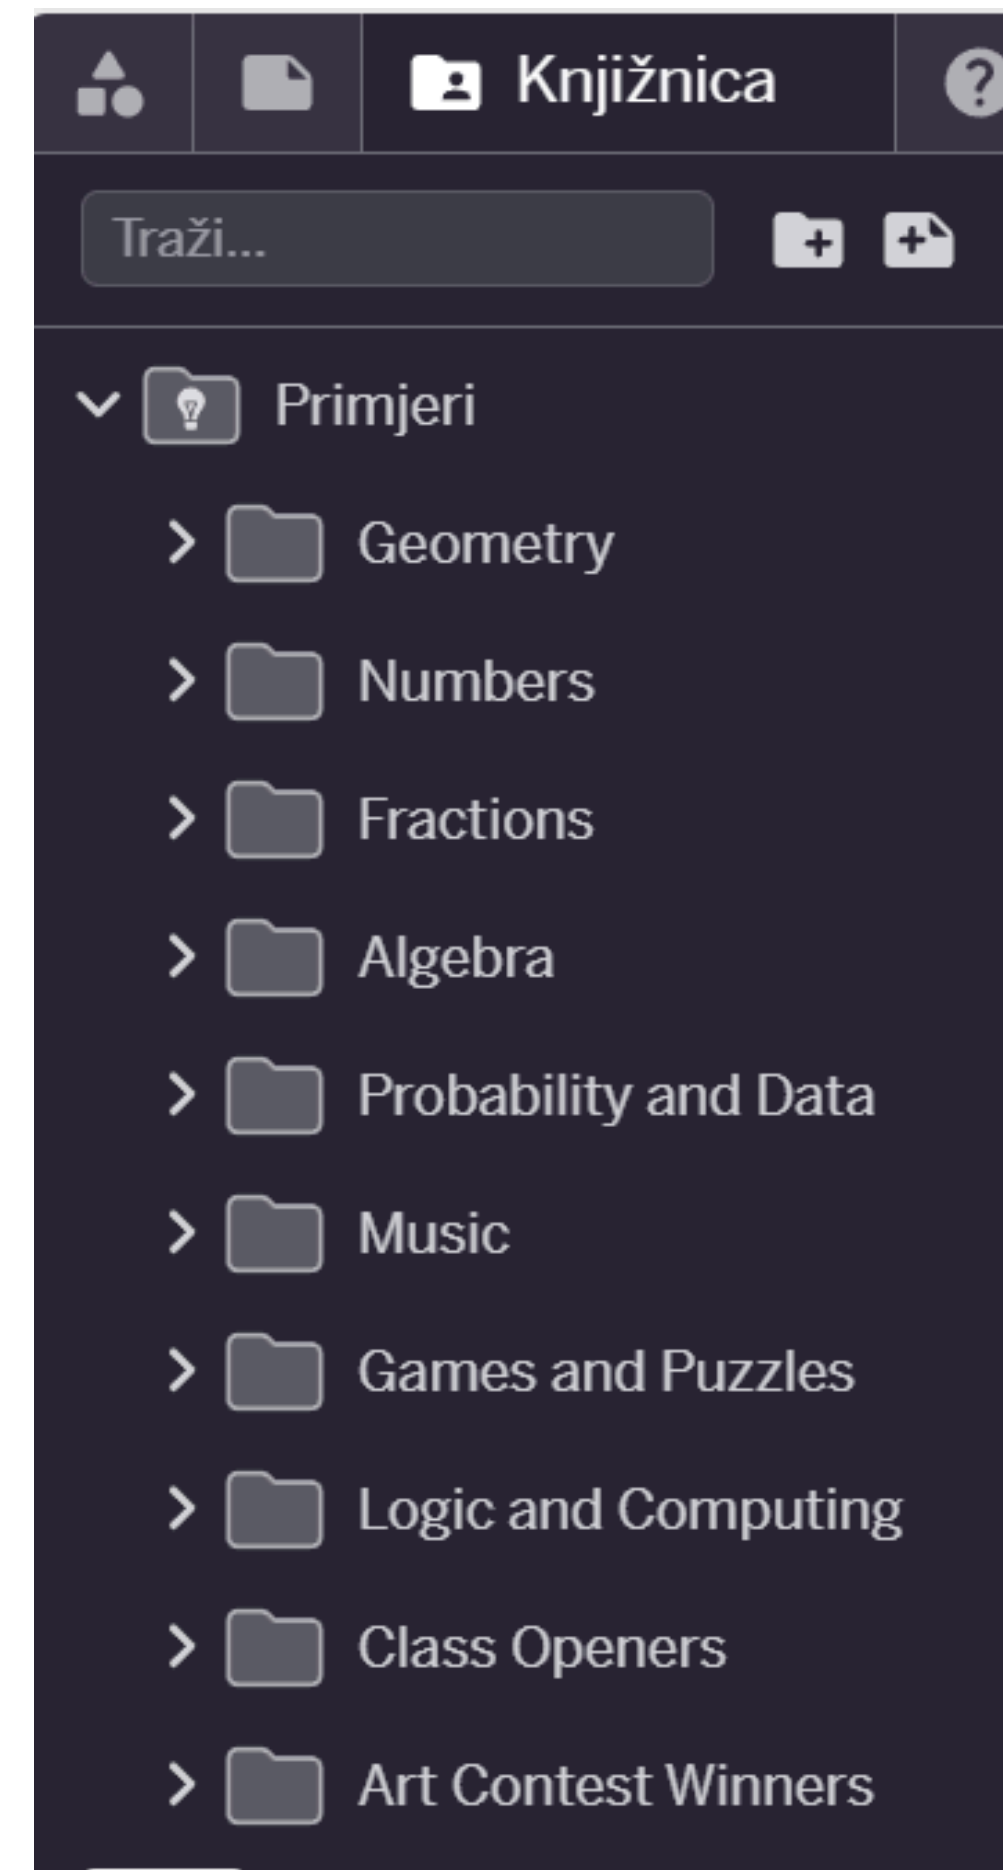 Knjižnica
Traži...
Primjeri
Geometry
Numbers
Fractions
Algebra
Probability and Data
Music
Games and Puzzles
Logic and Computing
Class Openers
Art Contest Winners